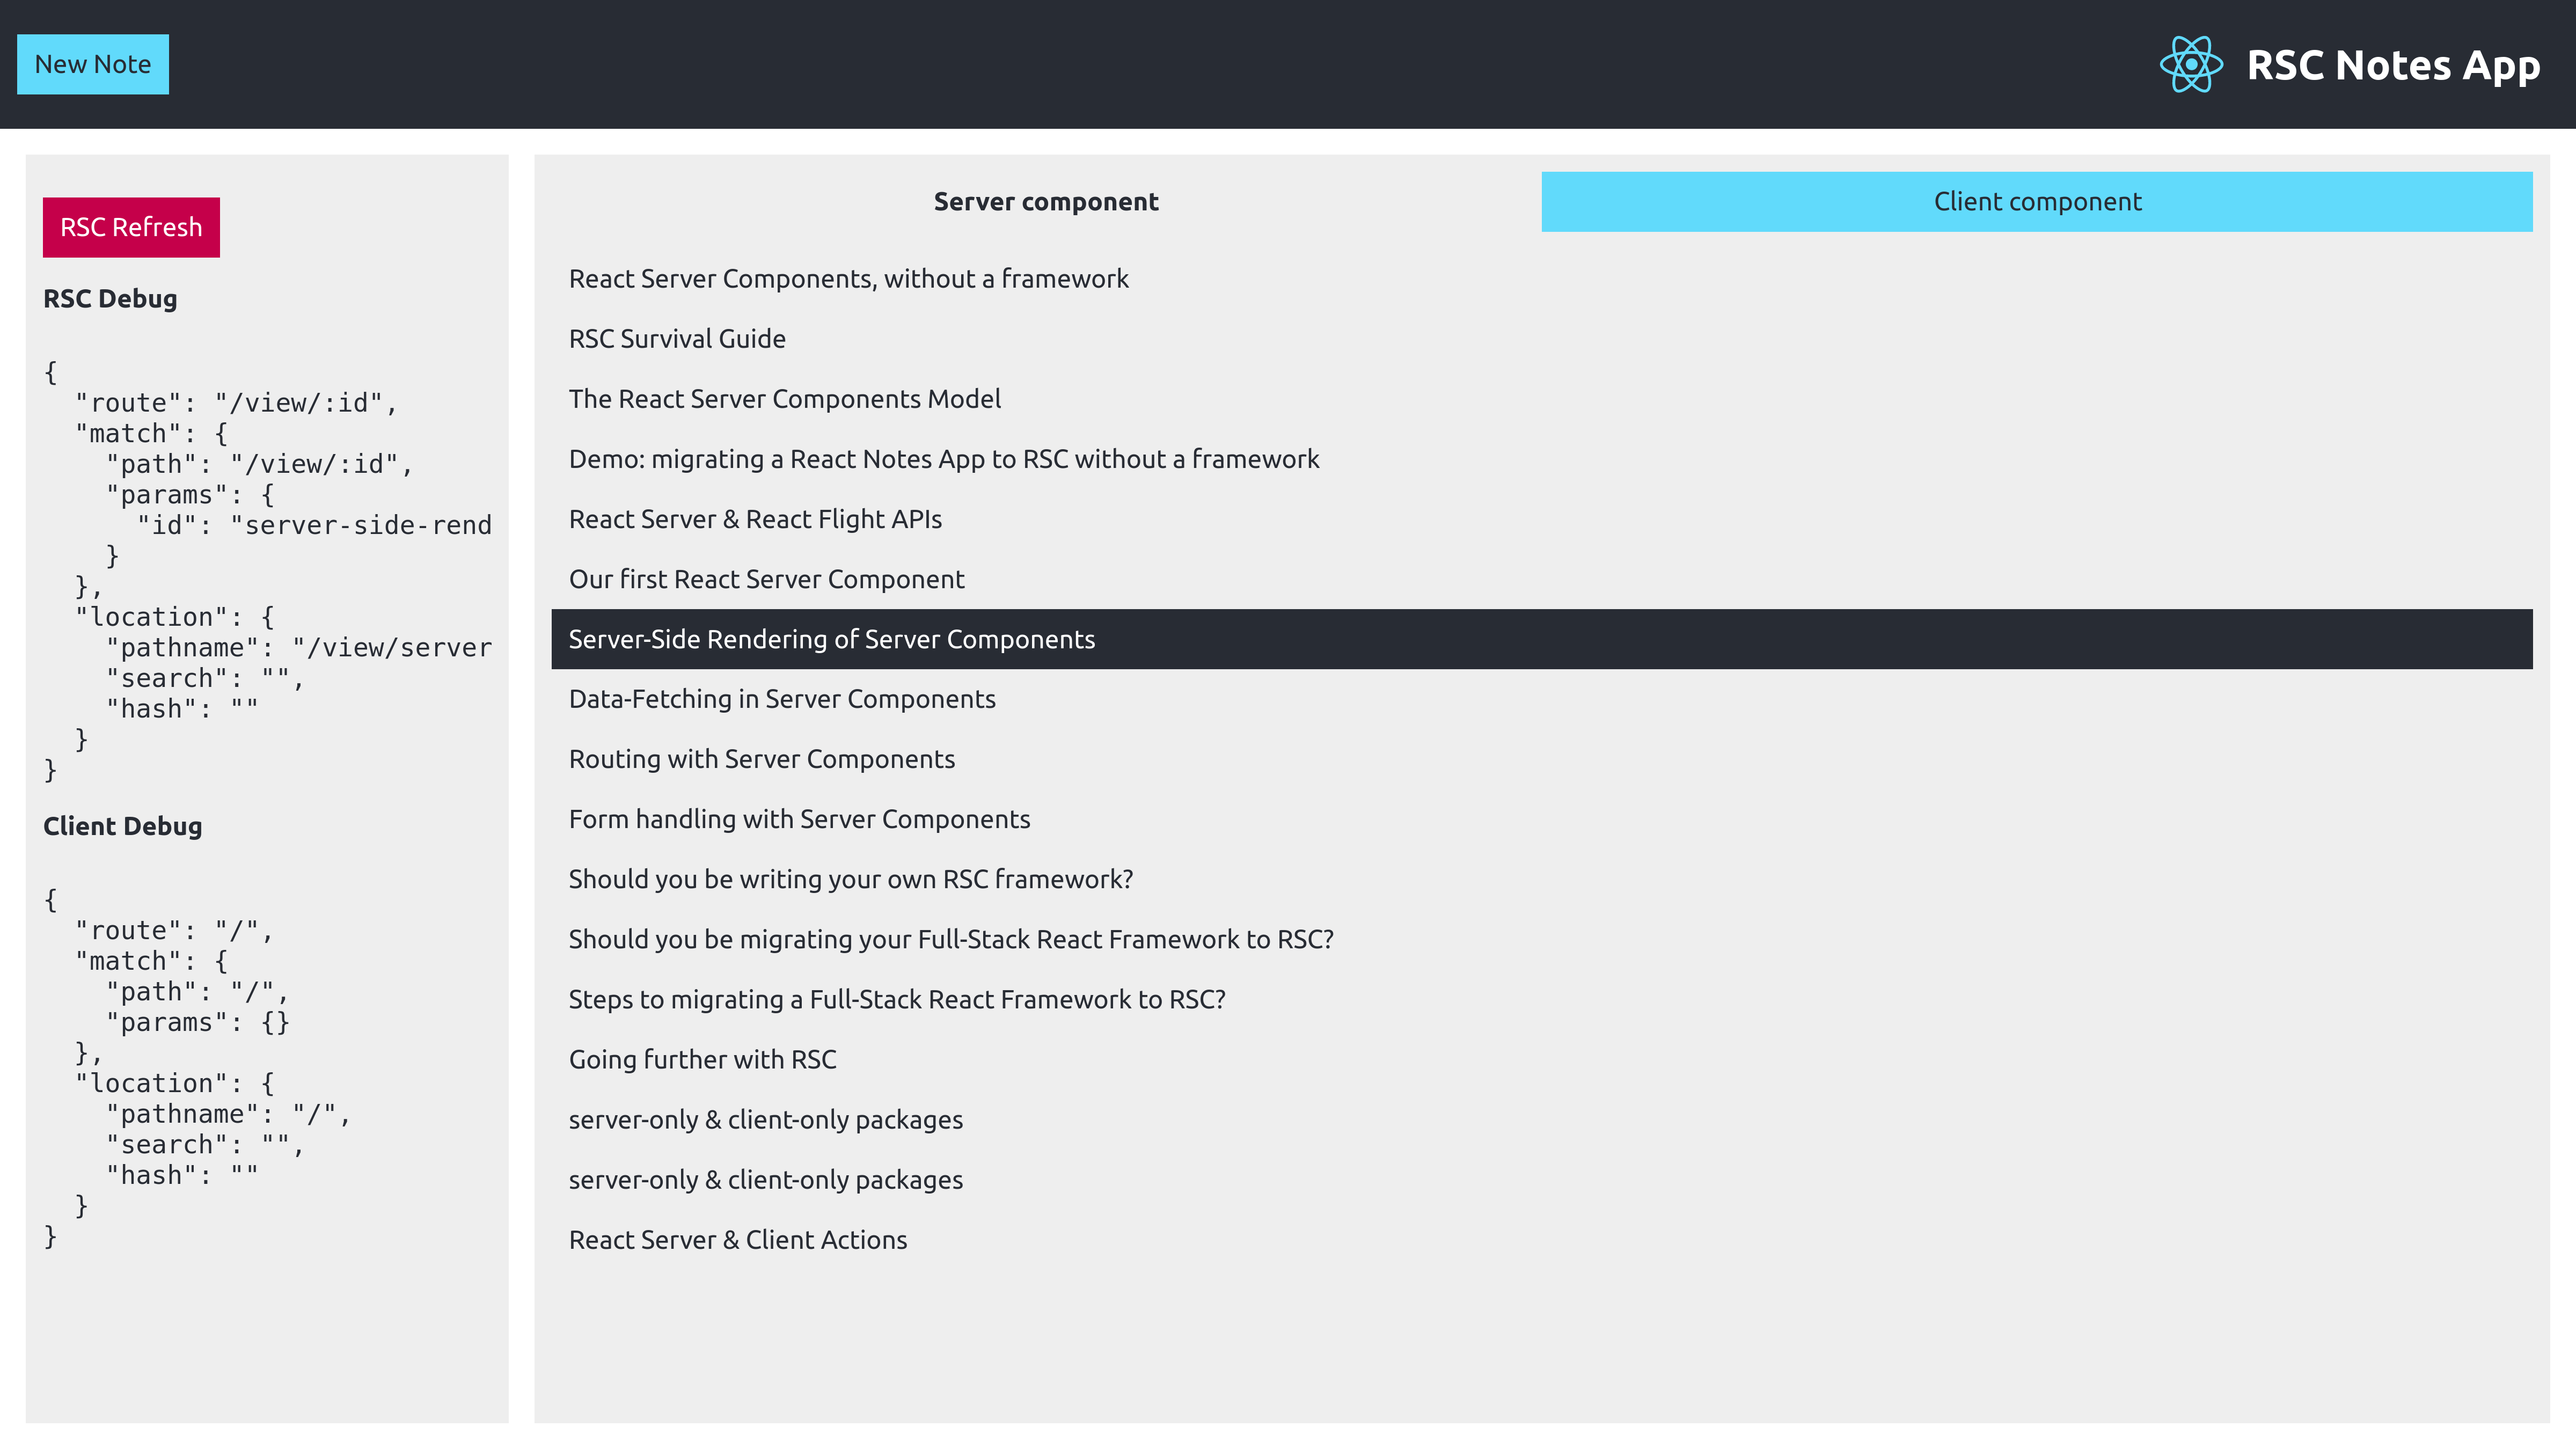 New Note
RSC Notes App
RSC Refresh
RSC Debug
{
  "route": "/view/:id",
  "match": {
    "path": "/view/:id",
    "params": {
      "id": "server-side-rend
    }
  },
  "location": {
    "pathname": "/view/server
    "search": "",
    "hash": ""
  }
}
Client Debug
{
  "route": "/",
  "match": {
    "path": "/",
    "params": {}
  },
  "location": {
    "pathname": "/",
    "search": "",
    "hash": ""
  }
}
Server component
Client component
React Server Components, without a framework
RSC Survival Guide
The React Server Components Model
Demo: migrating a React Notes App to RSC without a framework
React Server & React Flight APIs
Our first React Server Component
Server-Side Rendering of Server Components
Data-Fetching in Server Components
Routing with Server Components
Form handling with Server Components
Should you be writing your own RSC framework?
Should you be migrating your Full-Stack React Framework to RSC?
Steps to migrating a Full-Stack React Framework to RSC?
Going further with RSC
server-only & client-only packages
server-only & client-only packages
React Server & Client Actions